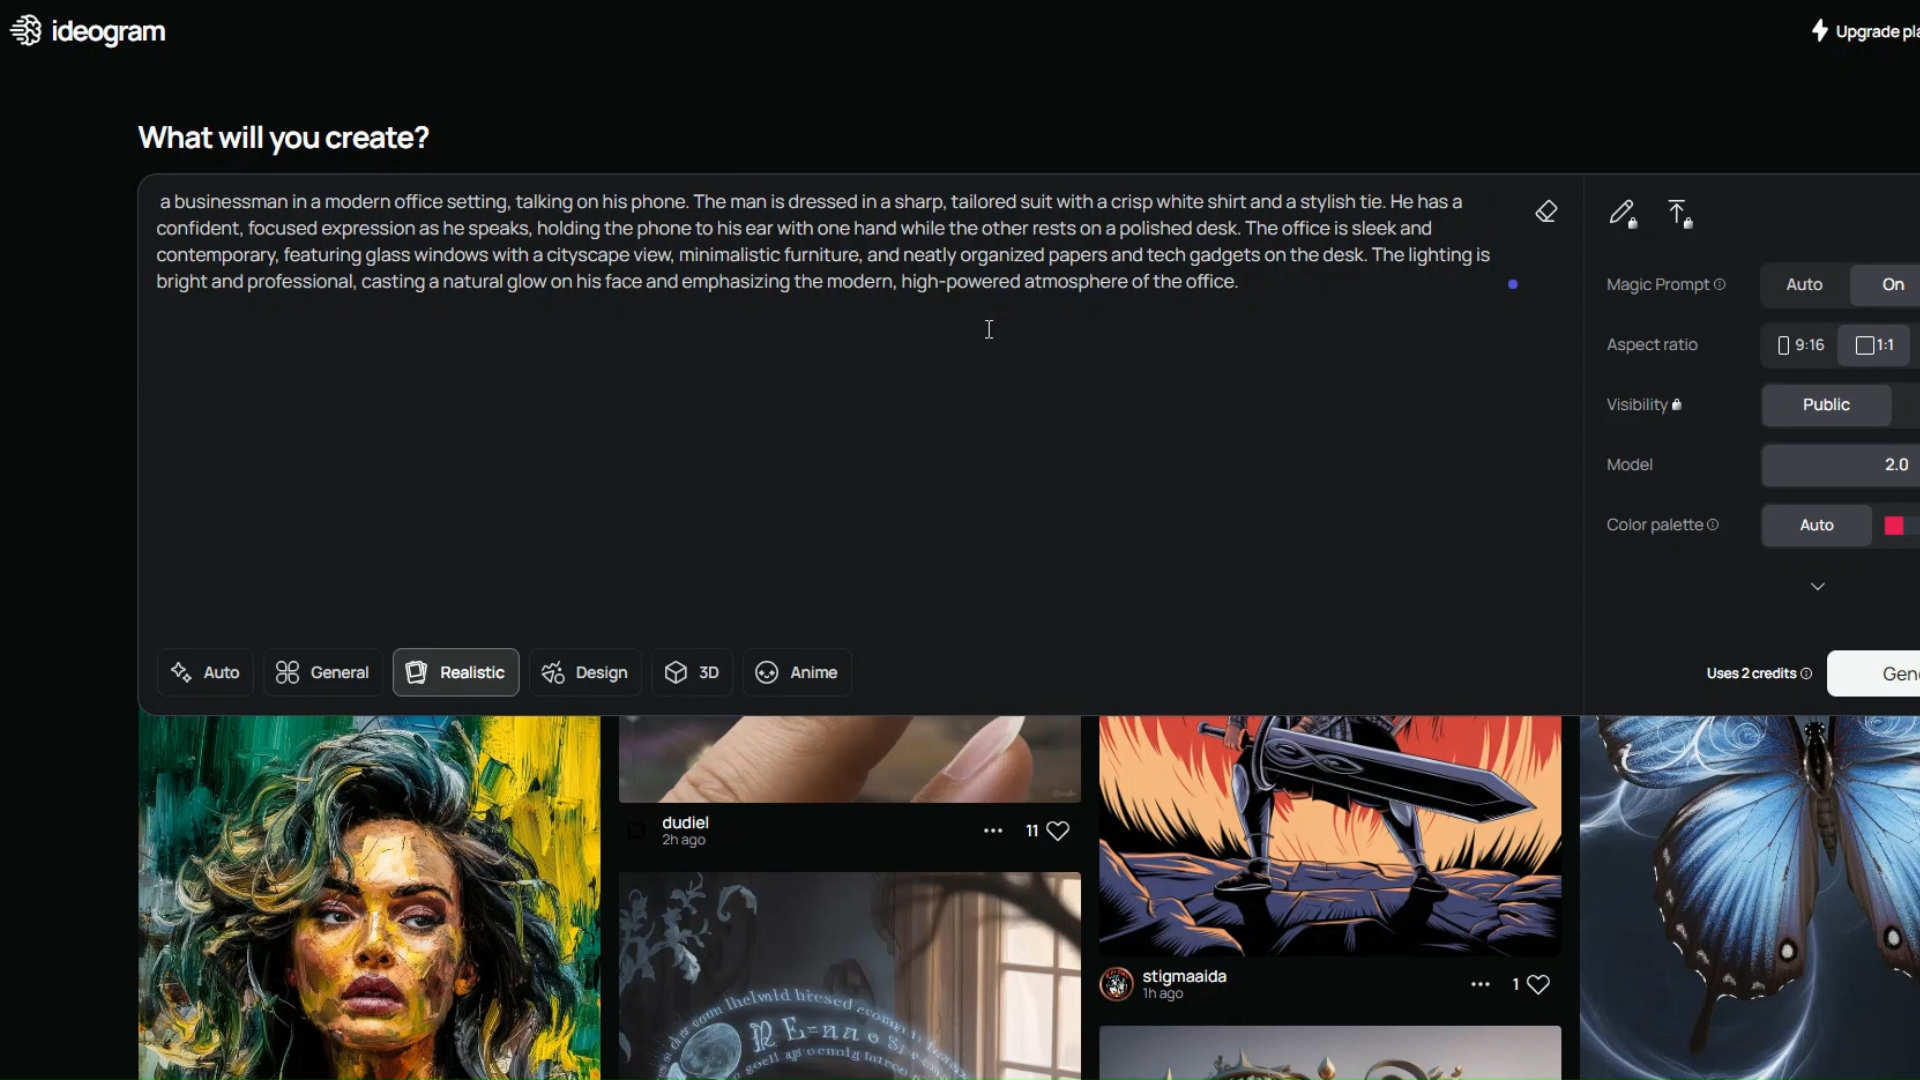 ideogram
Upgrade pla
What will you create?
a businessman in a modern office setting, talking on his phone. The man is dressed in a sharp, tailored suit with a crisp white shirt and a stylish tie. He has a
confident, focused expression as he speaks, holding the phone to his ear with one hand while the other rests on a polished desk. The office is sleek and
contemporary, featuring glass windows with a cityscape view, minimalistic furniture, and neatly organized papers and tech gadgets on the desk. The lighting is
bright and professional, casting a natural glow on his face and emphasizing the modern, high-powered atmosphere of the office.
Magic Prompt Auto On
Aspect ratio 9:16 1:1
Visibility Public
Model 2.0
Color palette Auto
Auto General Realistic Design 3D Anime
Uses 2 credits Gen
dudiel
2h ago
11
stigmaaida
1h ago
1